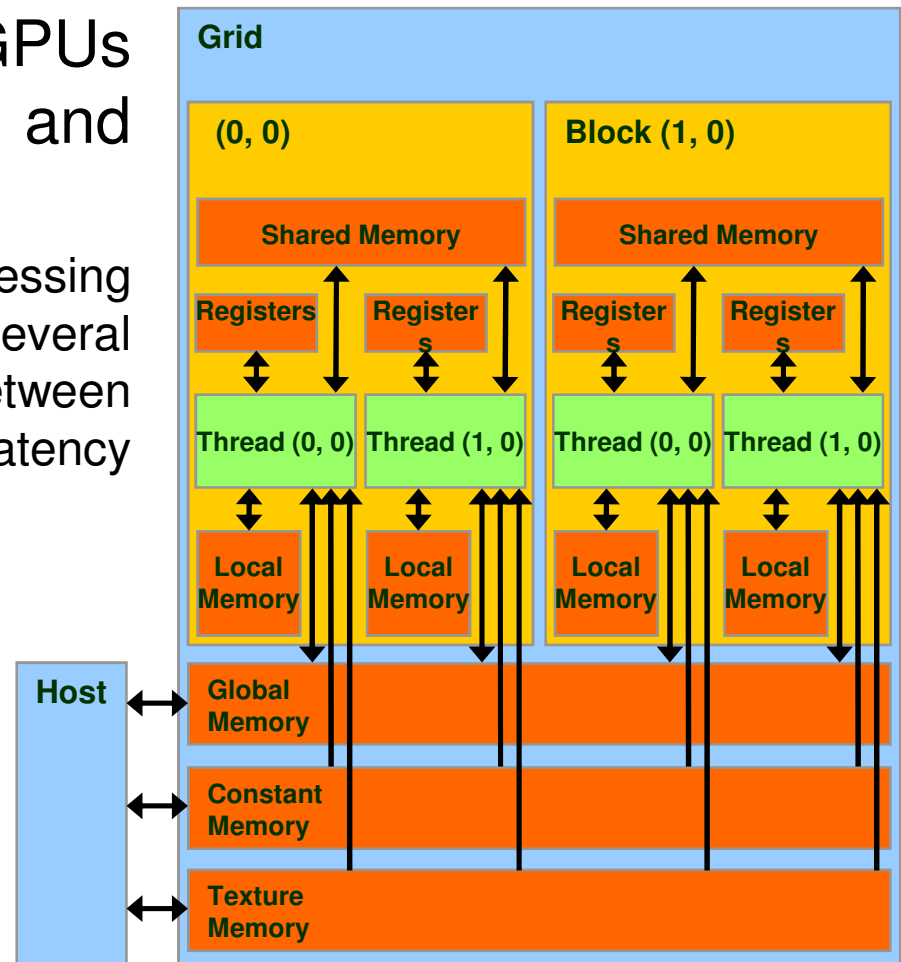 GPUs
and
essing
everal
etween
atency
Grid
(0, 0)
Block (1, 0)
Shared Memory
Shared Memory
Registers
Register
s
Register
s
Register
s
Thread (0, 0)
Thread (1, 0)
Thread (0, 0)
Thread (1, 0)
Local
Memory
Local
Memory
Local
Memory
Local
Memory
Host
Global
Memory
Constant
Memory
Texture
Memory